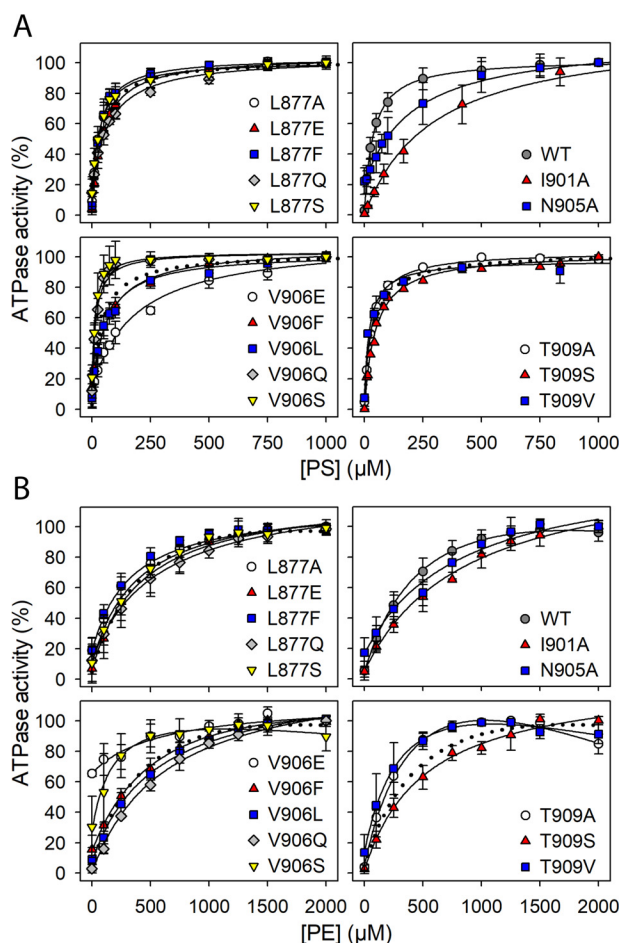 A
ATPase activity (%)
100
80
60
40
20
0
L877A
L877E
L877F
L877Q
L877S
WT
I901A
N905A
100
80
60
40
20
0
V906E
V906F
V906L
V906Q
V906S
T909A
T909S
T909V
0 250 500 750 1000 0 250 500 750 1000
[PS] (µM)
B
ATPase activity (%)
100
80
60
40
20
0
L877A
L877E
L877F
L877Q
L877S
WT
I901A
N905A
100
80
60
40
20
0
V906E
V906F
V906L
V906Q
V906S
T909A
T909S
T909V
0 500 1000 1500 2000 0 500 1000 1500 2000
[PE] (µM)